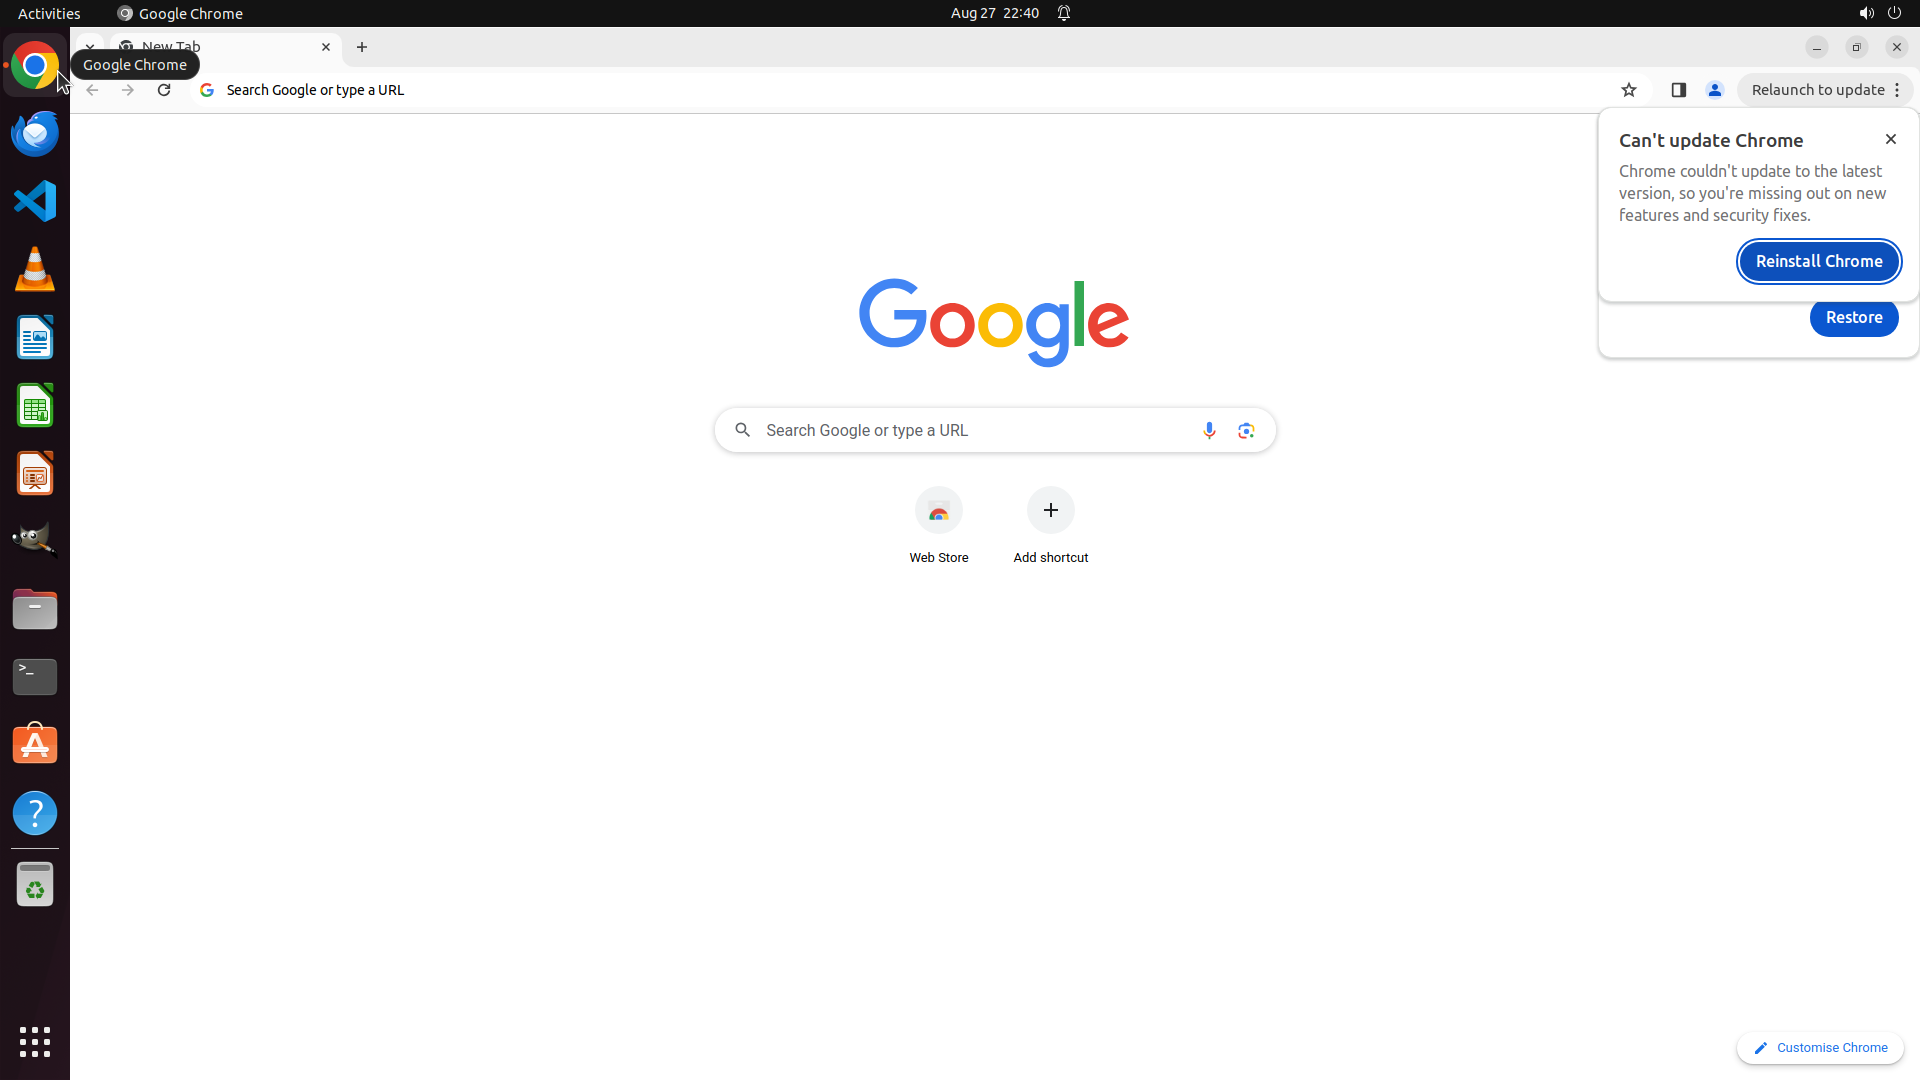 Activities
Google Chrome
Aug 27 22:40
New Tab
Google Chrome
Search Google or type a URL
Relaunch to update
Can't update Chrome
Chrome couldn't update to the latest
version, so you're missing out on new
features and security fixes.
Reinstall Chrome
Restore
Google
Search Google or type a URL
Web Store
Add shortcut
Customise Chrome